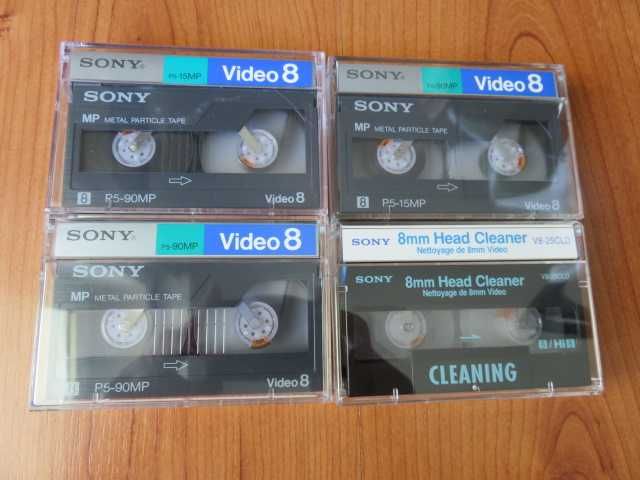 SONY P5-15MP Video 8
SONY
MP METAL PARTICLE TAPE
8 P5-90MP Video 8
SONY P5-90MP Video 8
SONY
MP METAL PARTICLE TAPE
8 P5-15MP Video 8
SONY P5-90MP Video 8
SONY
MP METAL PARTICLE TAPE
P5-90MP Video 8
SONY 8mm Head Cleaner V8-25CLD
Nettoyage de 8mm Video
SONY 8mm Head Cleaner V8-25CLD
Nettoyage de 8mm Video
8/Hi8
CLEANING